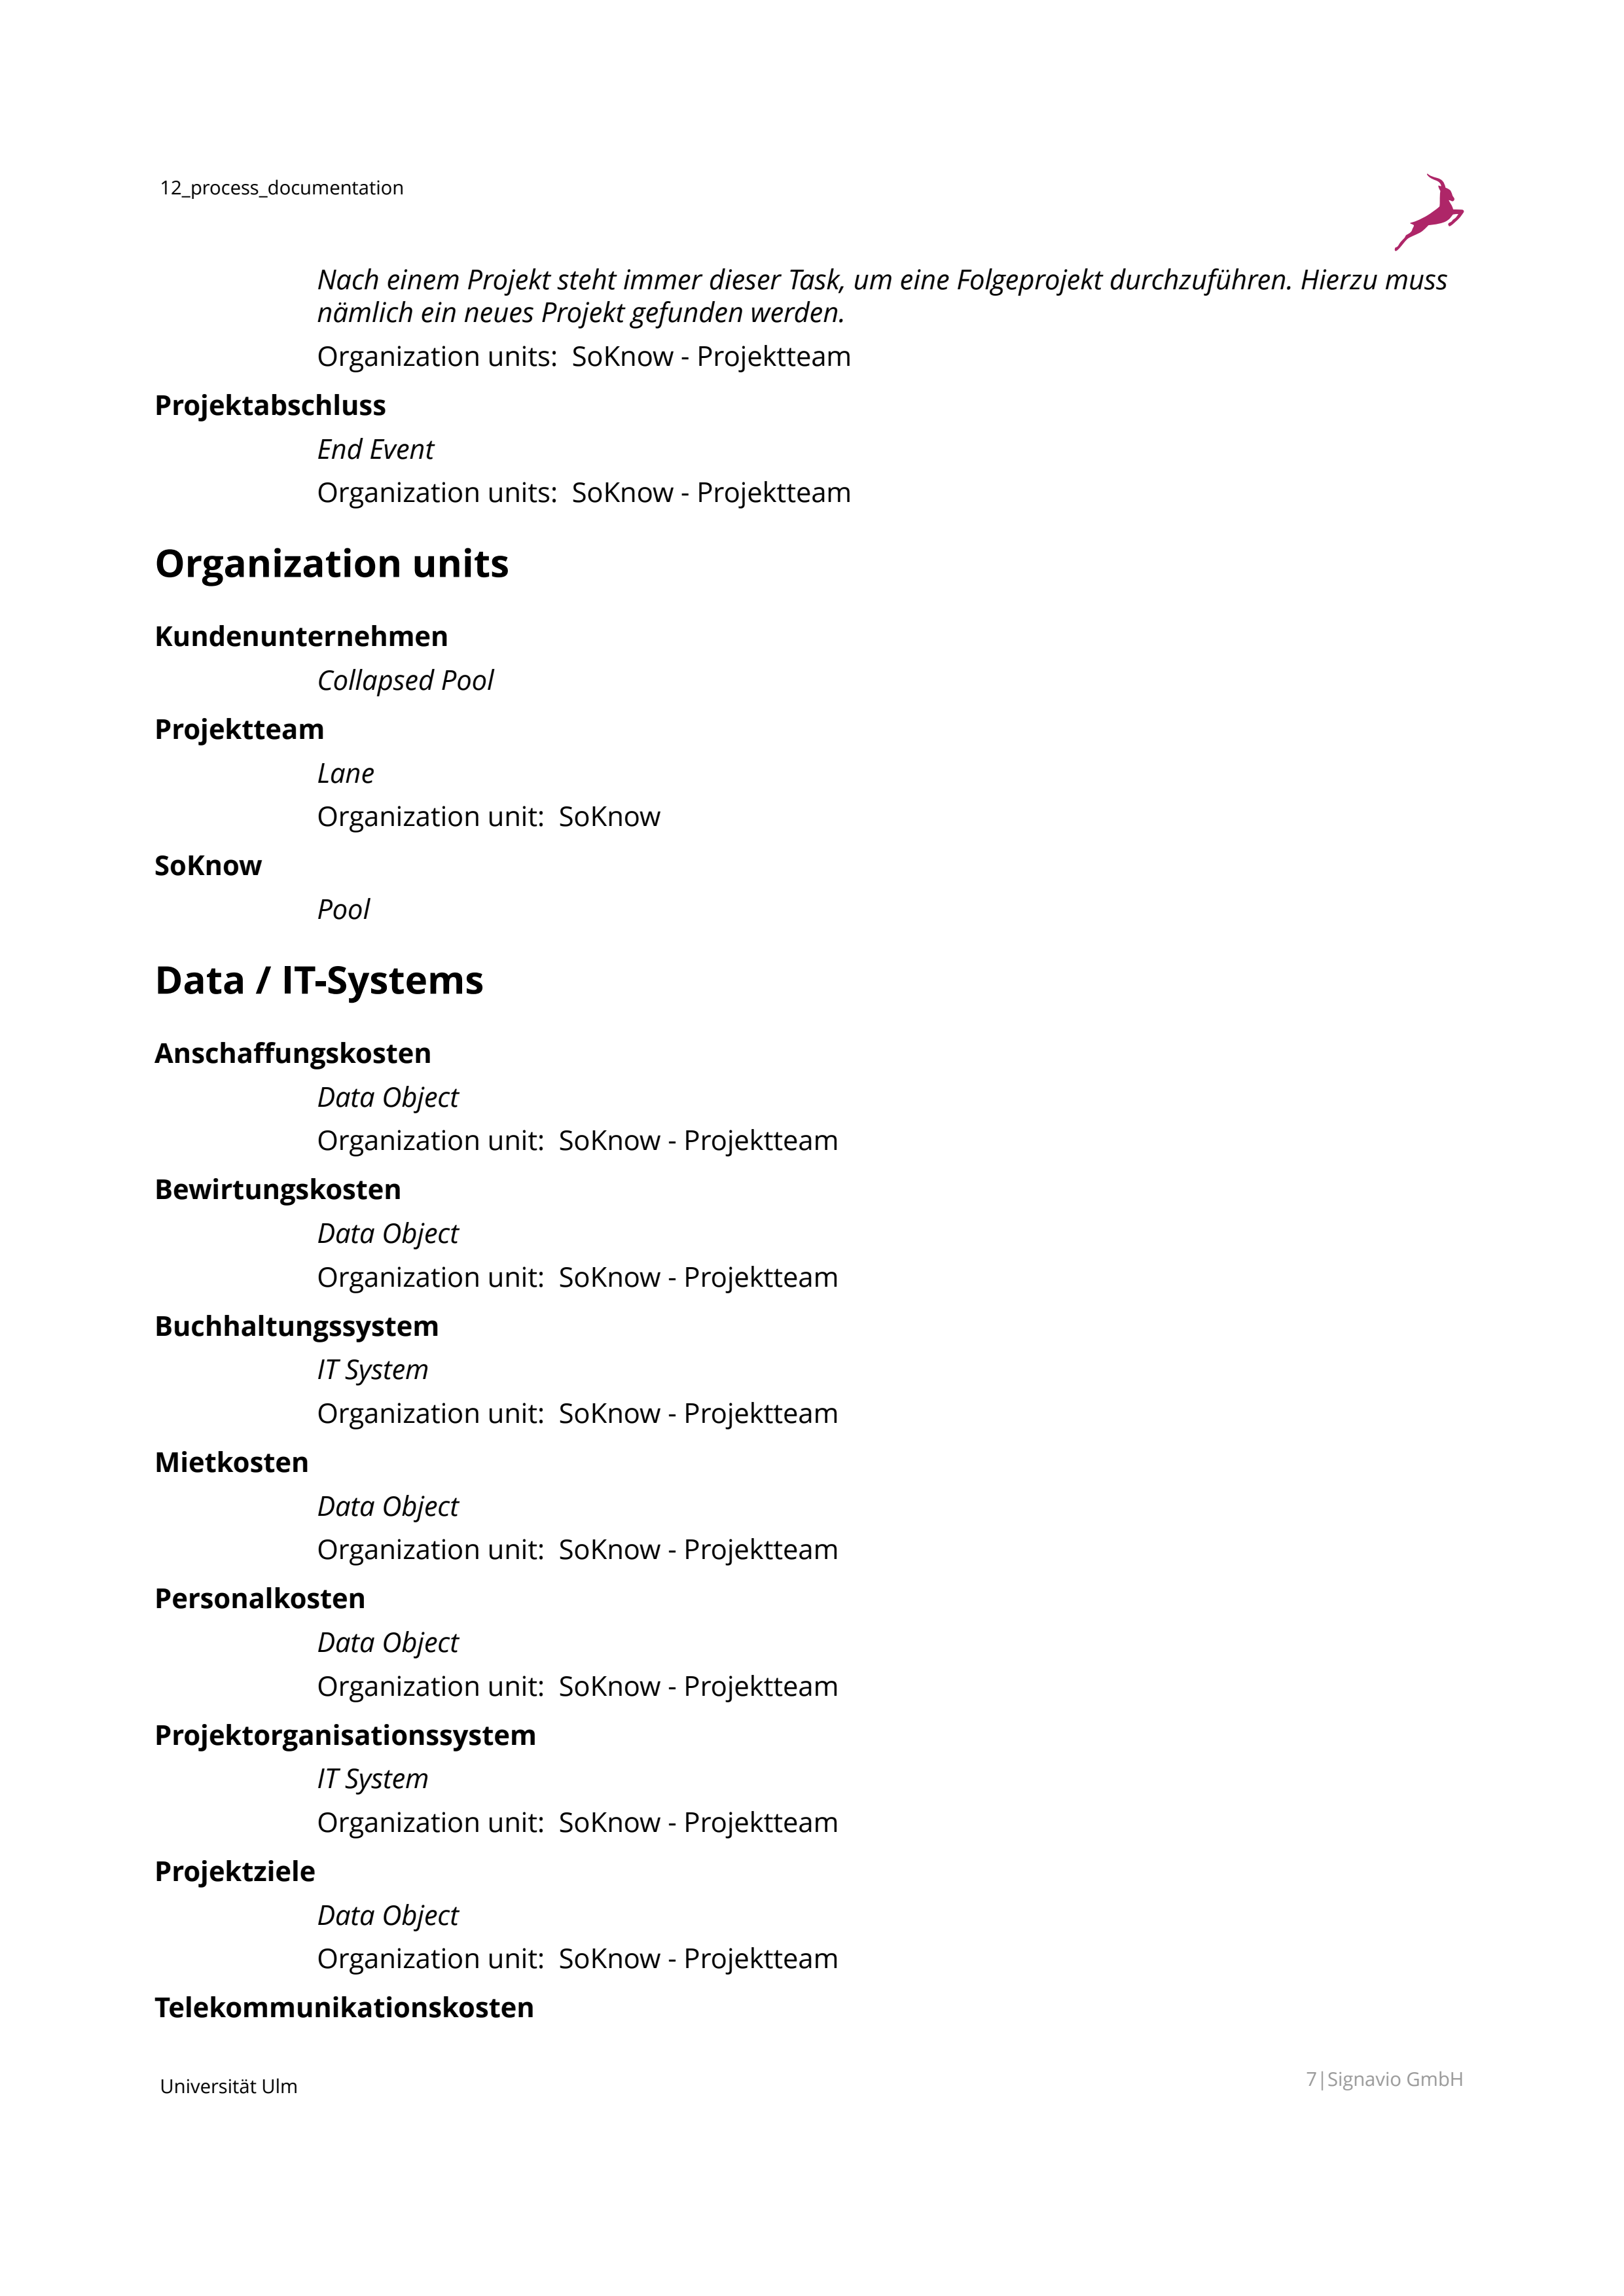 12_process_documentation
Nach einem Projekt steht immer dieser Task, um eine Folgeprojekt durchzuführen. Hierzu muss
nämlich ein neues Projekt gefunden werden.
Organization units: SoKnow - Projektteam
Projektabschluss
End Event
Organization units: SoKnow - Projektteam
Organization units
Kundenunternehmen
Collapsed Pool
Projektteam
Lane
Organization unit: SoKnow
SoKnow
Pool
Data / IT-Systems
Anschaffungskosten
Data Object
Organization unit: SoKnow - Projektteam
Bewirtungskosten
Data Object
Organization unit: SoKnow - Projektteam
Buchhaltungssystem
IT System
Organization unit: SoKnow - Projektteam
Mietkosten
Data Object
Organization unit: SoKnow - Projektteam
Personalkosten
Data Object
Organization unit: SoKnow - Projektteam
Projektorganisationssystem
IT System
Organization unit: SoKnow - Projektteam
Projektziele
Data Object
Organization unit: SoKnow - Projektteam
Telekommunikationskosten
Universität Ulm
7|Signavio GmbH